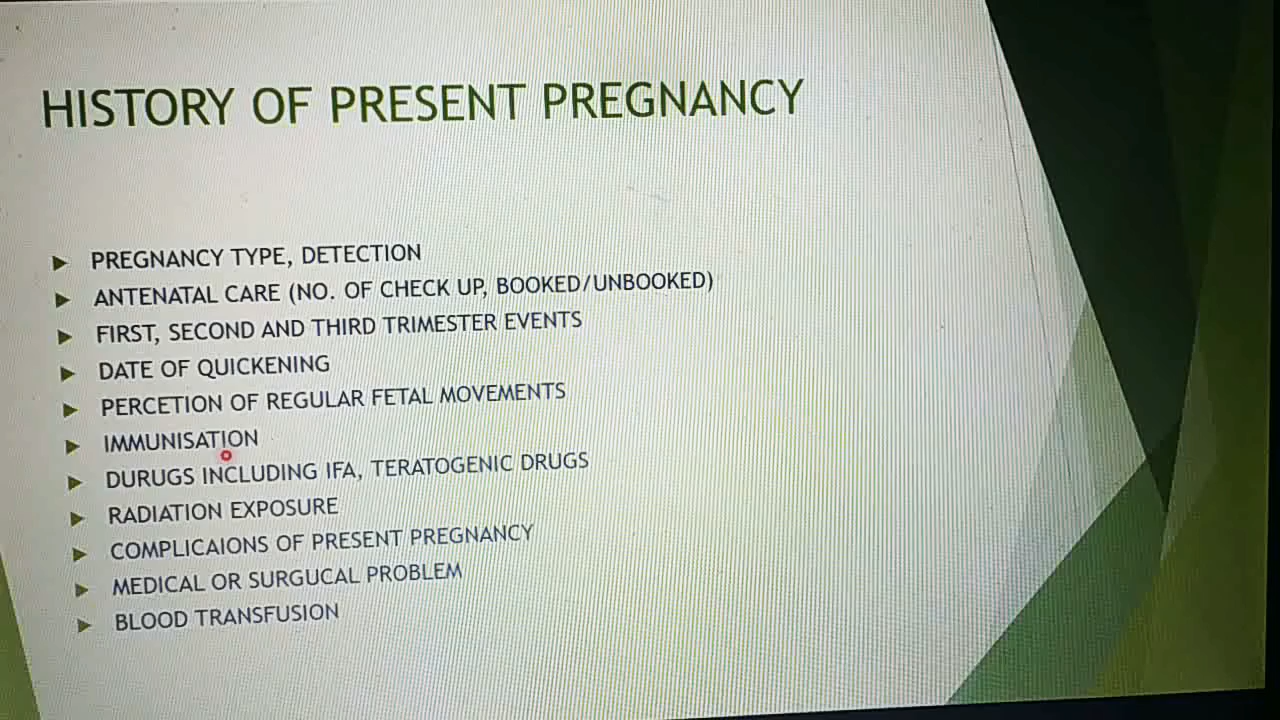 HISTORY OF PRESENT PREGNANCY
PREGNANCY TYPE, DETECTION
ANTENATAL CARE (NO. OF CHECK UP, BOOKED/UNBOOKED)
FIRST, SECOND AND THIRD TRIMESTER EVENTS
DATE OF QUICKENING
PERCETION OF REGULAR FETAL MOVEMENTS
IMMUNISATION
DURUGS INCLUDING IFA, TERATOGENIC DRUGS
RADIATION EXPOSURE
COMPLICAIONS OF PRESENT PREGNANCY
MEDICAL OR SURGUCAL PROBLEM
BLOOD TRANSFUSION